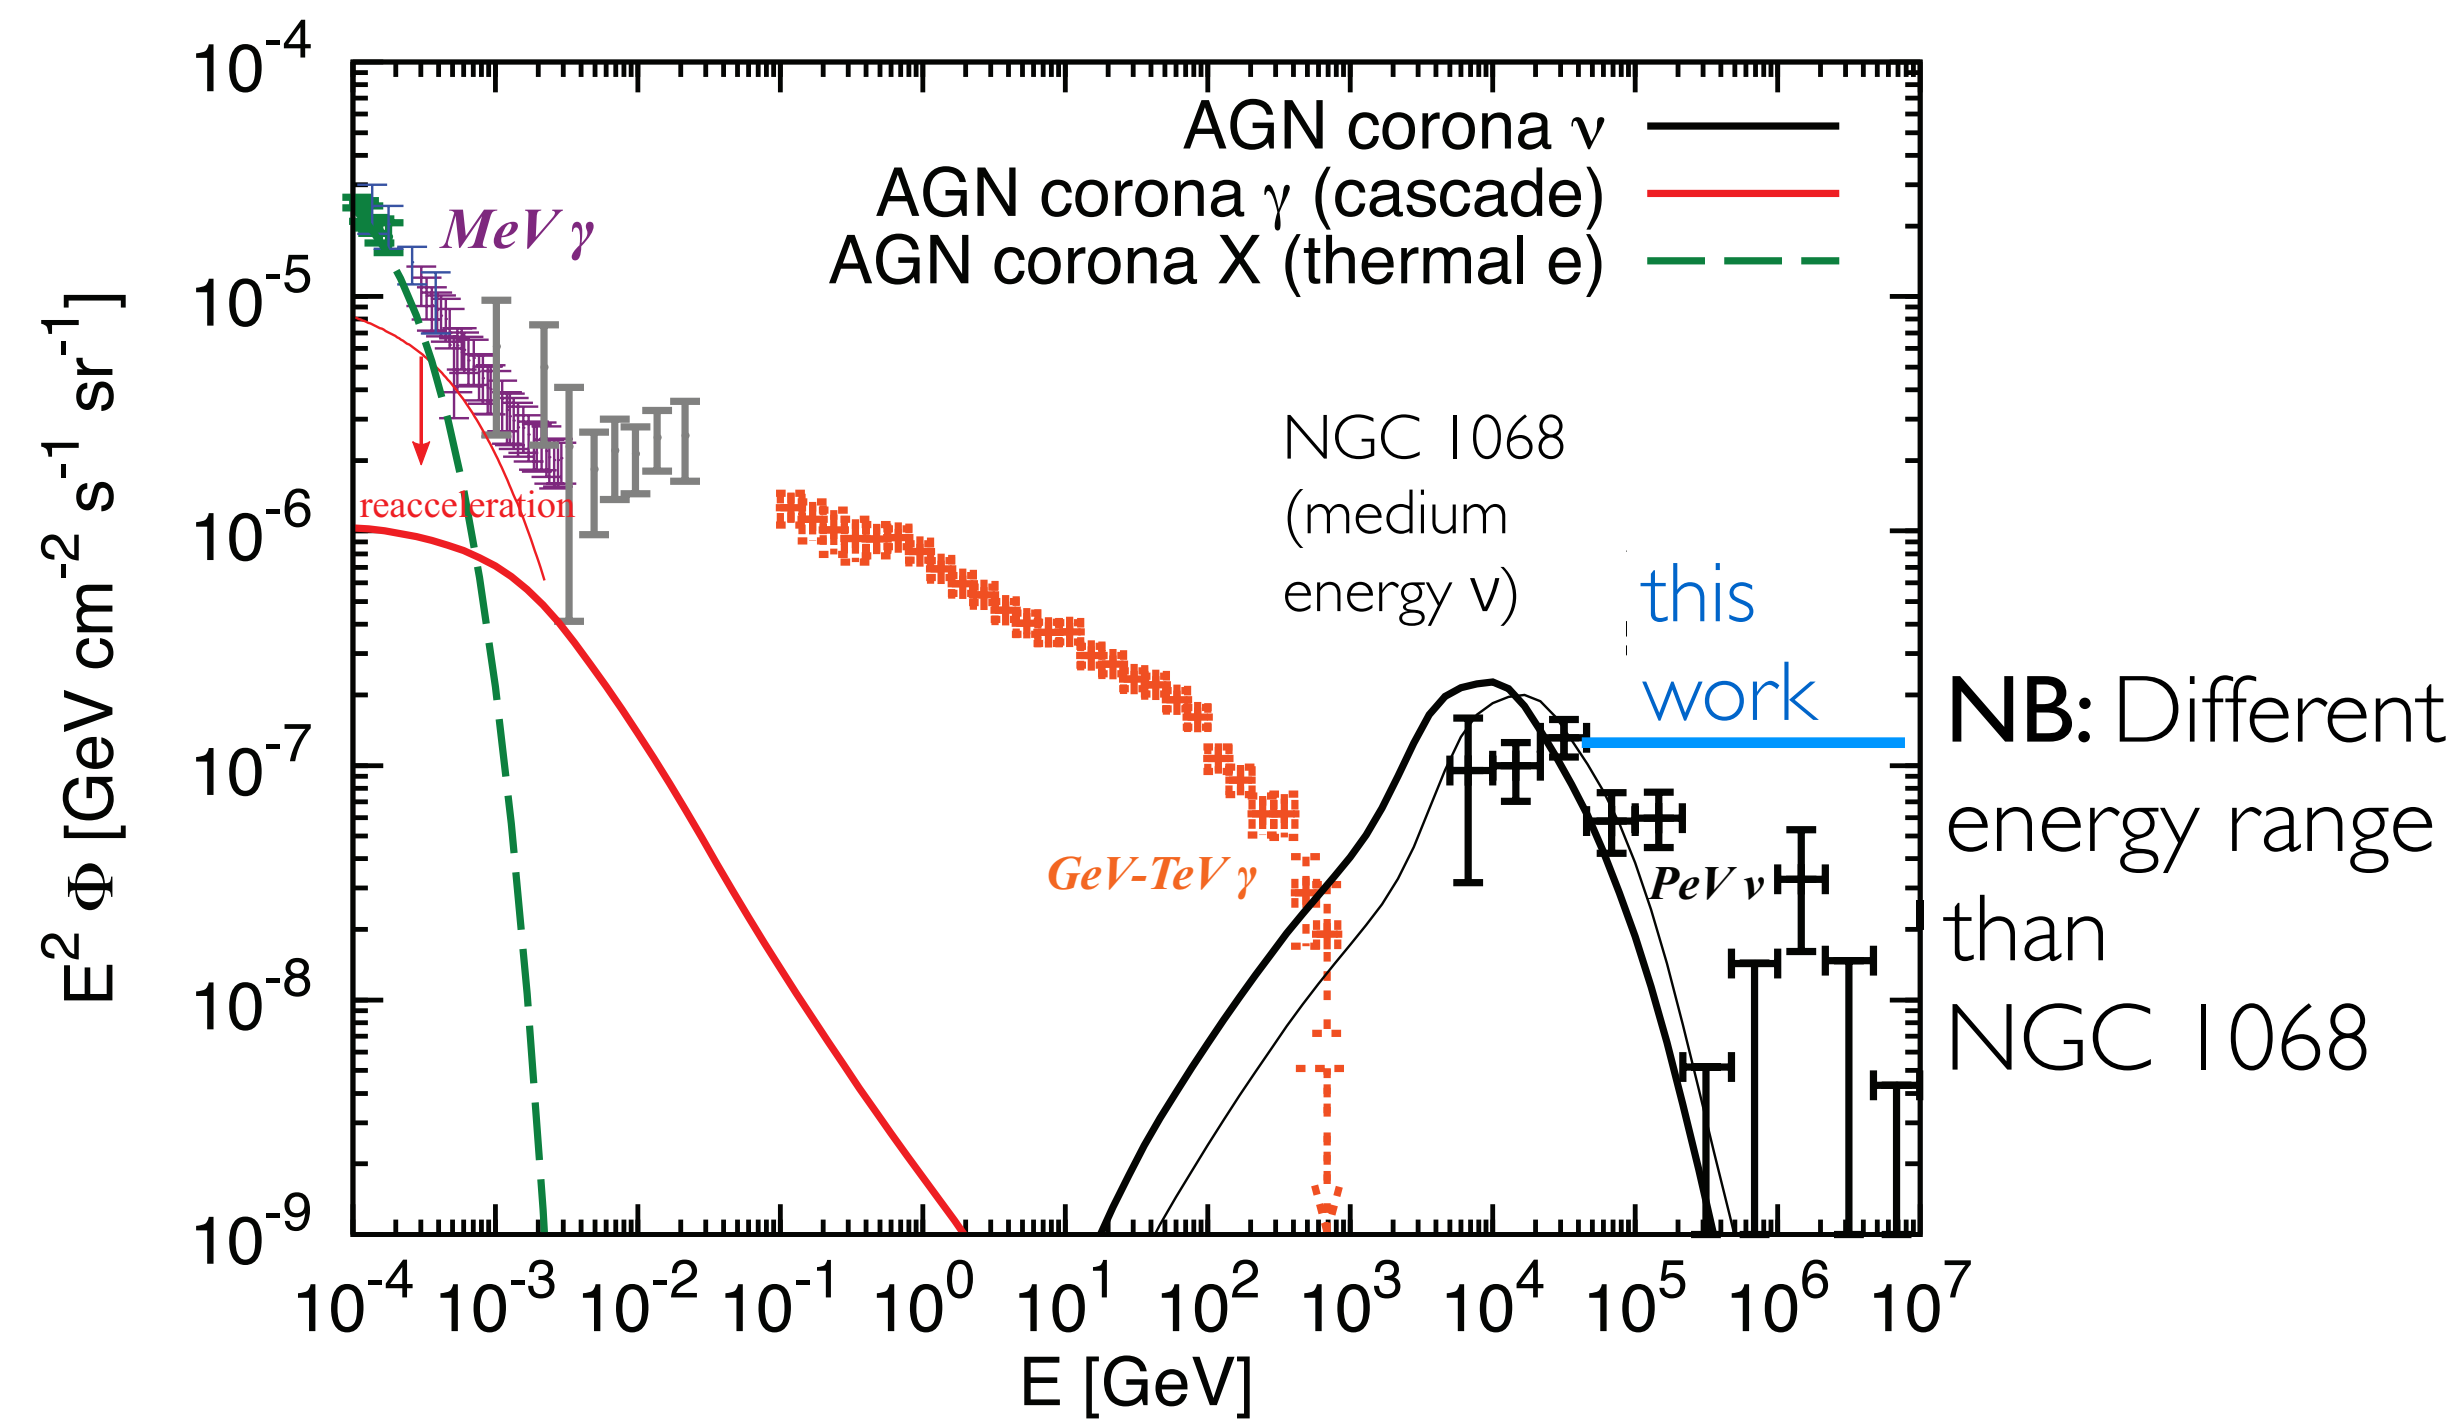 10^-4
10^-5
10^-6
10^-7
10^-8
10^-9
E^2 Φ [GeV cm^-2 s^-1 sr^-1]
AGN corona ν
AGN corona γ (cascade)
AGN corona X (thermal e)
MeV γ
reacceleration
NGC 1068
(medium
energy ν)
this
work
GeV-TeV γ
PeV ν
NB: Different
energy range
than
NGC 1068
10^-4 10^-3 10^-2 10^-1 10^0 10^1 10^2 10^3 10^4 10^5 10^6 10^7
E [GeV]